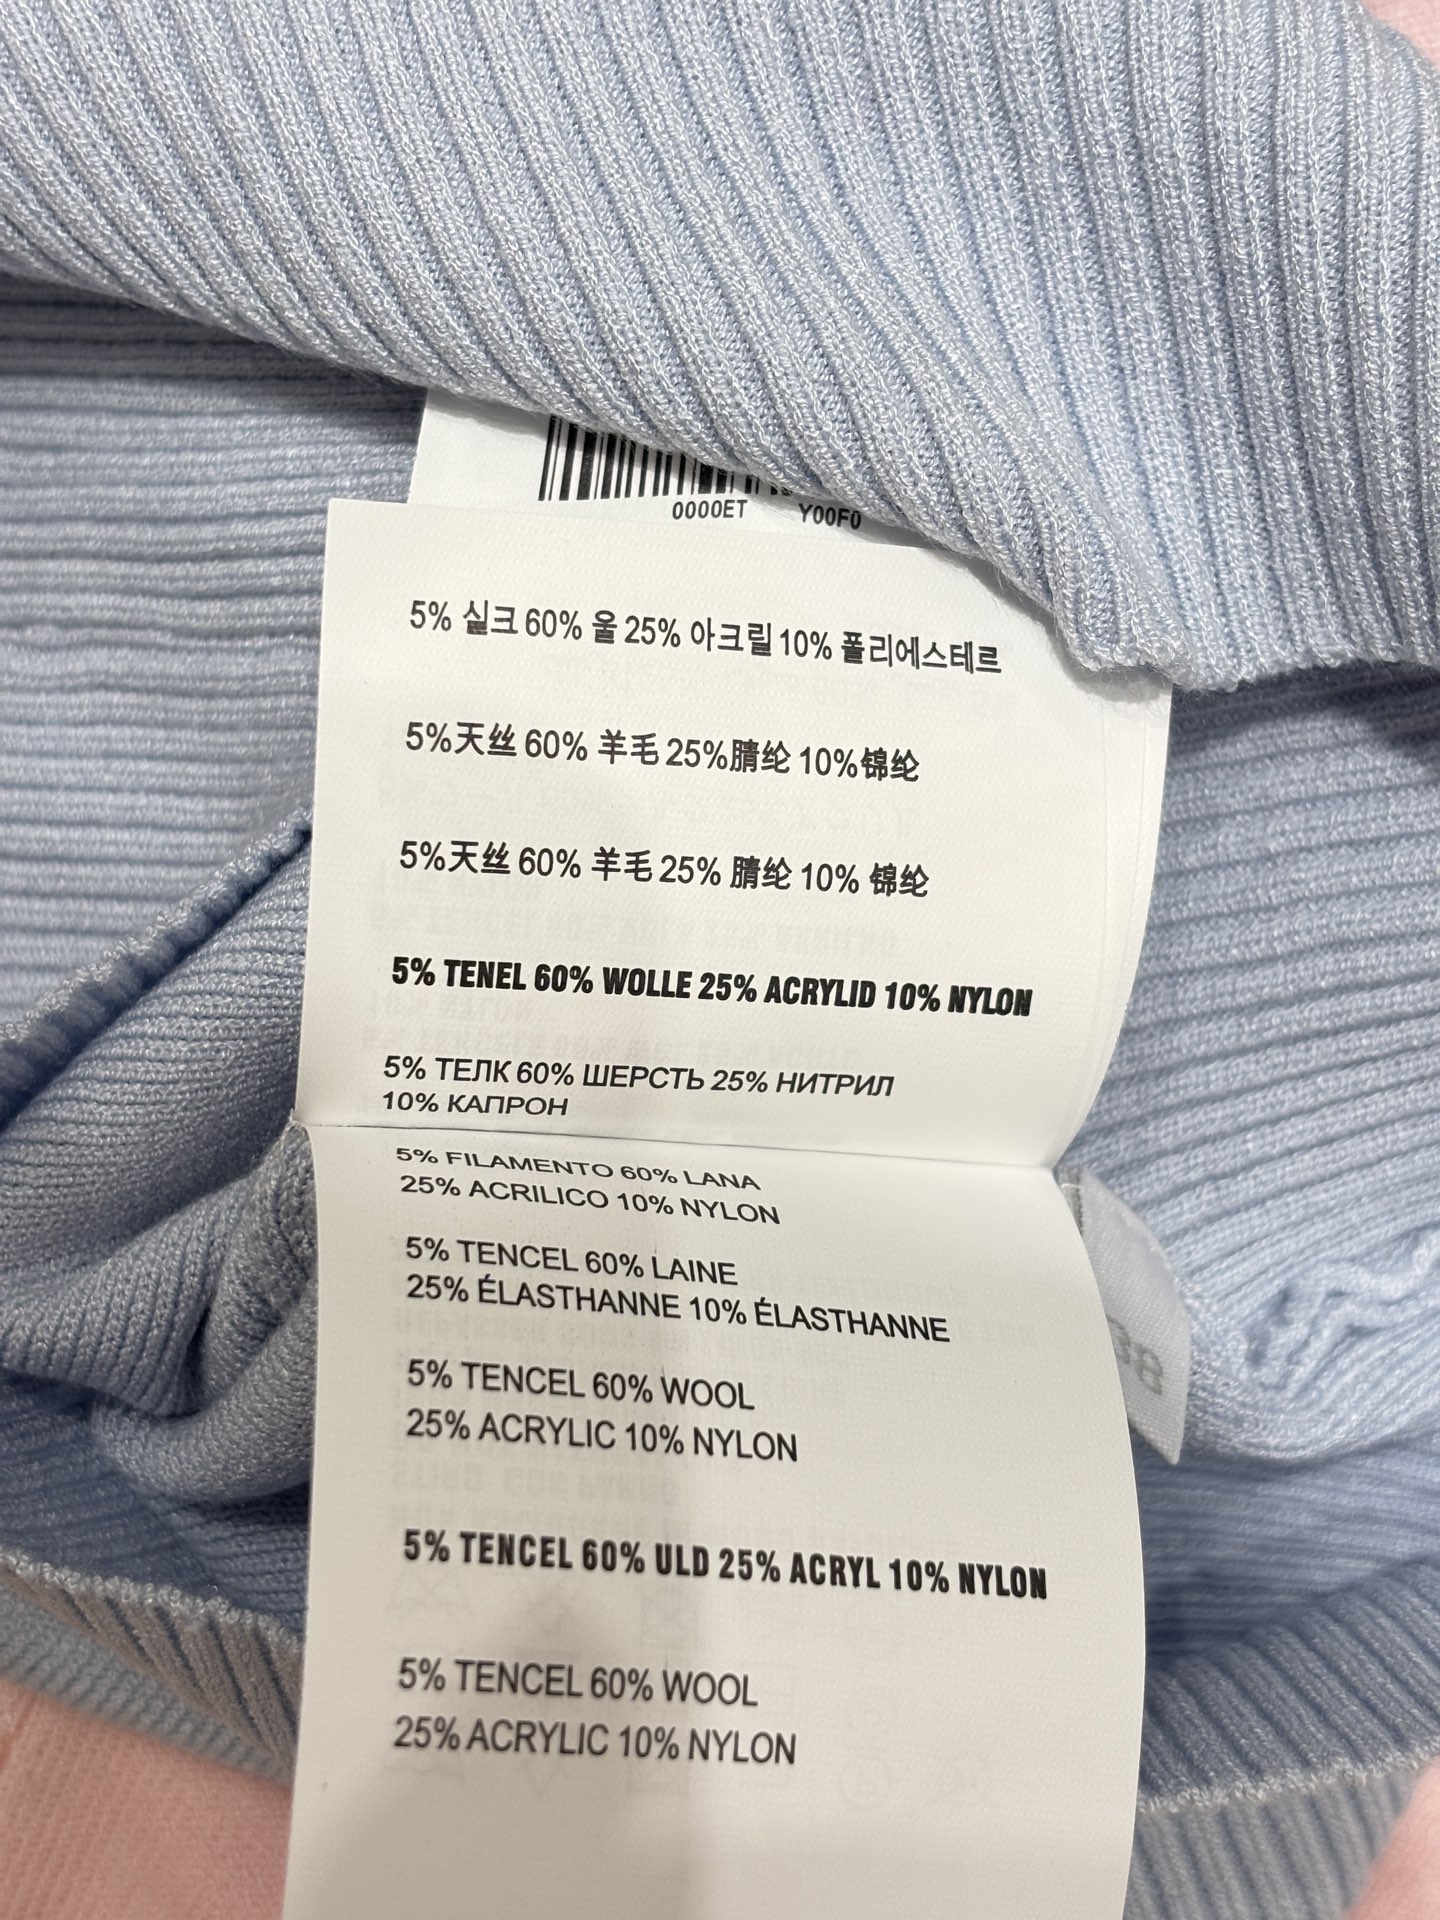 0000ET Y00F0
5% 실크 60% 울 25% 아크릴 10% 폴리에스테르
5%天丝 60% 羊毛 25%腈纶 10%锦纶
5%天丝 60% 羊毛 25% 腈纶 10% 锦纶
5% TENEL 60% WOLLE 25% ACRYLID 10% NYLON
5% ТЕЛК 60% ШЕРСТЬ 25% НИТРИЛ
10% КАПРОН
5% FILAMENTO 60% LANA
25% ACRILICO 10% NYLON
5% TENCEL 60% LAINE
25% ÉLASTHANNE 10% ÉLASTHANNE
5% TENCEL 60% WOOL
25% ACRYLIC 10% NYLON
5% TENCEL 60% ULD 25% ACRYL 10% NYLON
5% TENCEL 60% WOOL
25% ACRYLIC 10% NYLON